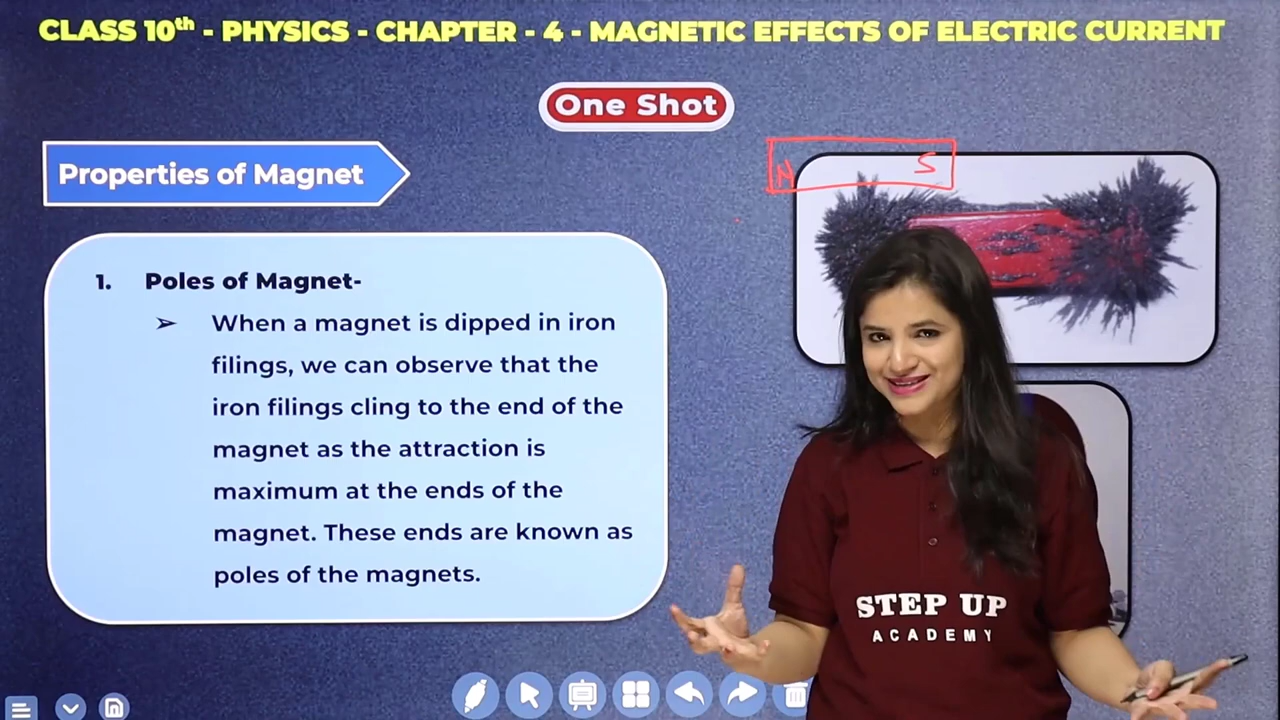 CLASS 10th - PHYSICS - CHAPTER - 4 - MAGNETIC EFFECTS OF ELECTRIC CURRENT
One Shot
Properties of Magnet
N S
1. Poles of Magnet-
➢ When a magnet is dipped in iron
filings, we can observe that the
iron filings cling to the end of the
magnet as the attraction is
maximum at the ends of the
magnet. These ends are known as
poles of the magnets.
STEP UP
ACADEMY